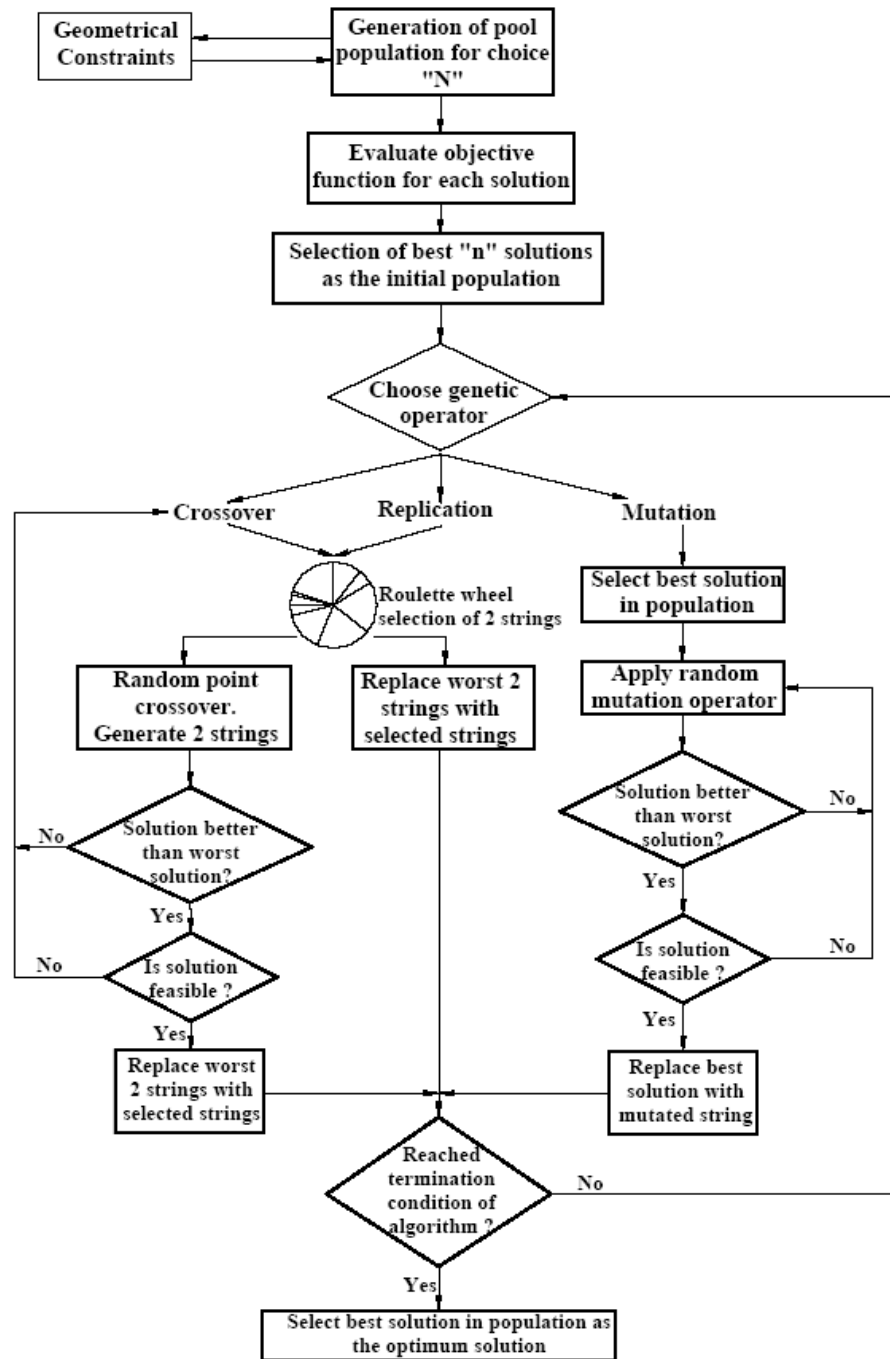 Geometrical
Constraints
Generation of pool
population for choice
"N"
Evaluate objective
function for each solution
Selection of best "n" solutions
as the initial population
Choose genetic
operator
Crossover
Replication
Mutation
Roulette wheel
selection of 2 strings
Select best solution
in population
Random point
crossover.
Generate 2 strings
Replace worst 2
strings with
selected strings
Apply random
mutation operator
No
Solution better
than worst
solution?
Yes
Solution better
than worst
solution?
No
Yes
No
Is solution
feasible ?
Yes
Is solution
feasible ?
No
Yes
Replace worst
2 strings with
selected strings
Replace best
solution with
mutated string
Reached
termination
condition of
algorithm ?
No
Yes
Select best solution in population as
the optimum solution